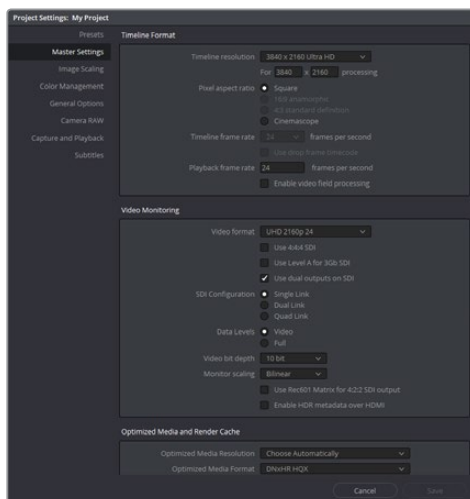 Project Settings: My Project
Presets
Master Settings
Image Scaling
Color Management
General Options
Camera RAW
Capture and Playback
Subtitles
Timeline Format
Timeline resolution 3840 x 2160 Ultra HD
For 3840 x 2160 processing
Pixel aspect ratio Square
16:9 anamorphic
4:3 standard definition
Cinemascope
Timeline frame rate 24 frames per second
Use drop frame timecode
Playback frame rate 24 frames per second
Enable video field processing
Video Monitoring
Video format UHD 2160p 24
Use 4:4:4 SDI
Use Level A for 3Gb SDI
Use dual outputs on SDI
SDI Configuration Single Link
Dual Link
Quad Link
Data Levels Video
Full
Video bit depth 10 bit
Monitor scaling Bilinear
Use Rec601 Matrix for 4:2:2 SDI output
Enable HDR metadata over HDMI
Optimized Media and Render Cache
Optimized Media Resolution Choose Automatically
Optimized Media Format DNxHR HQX
Cancel Save